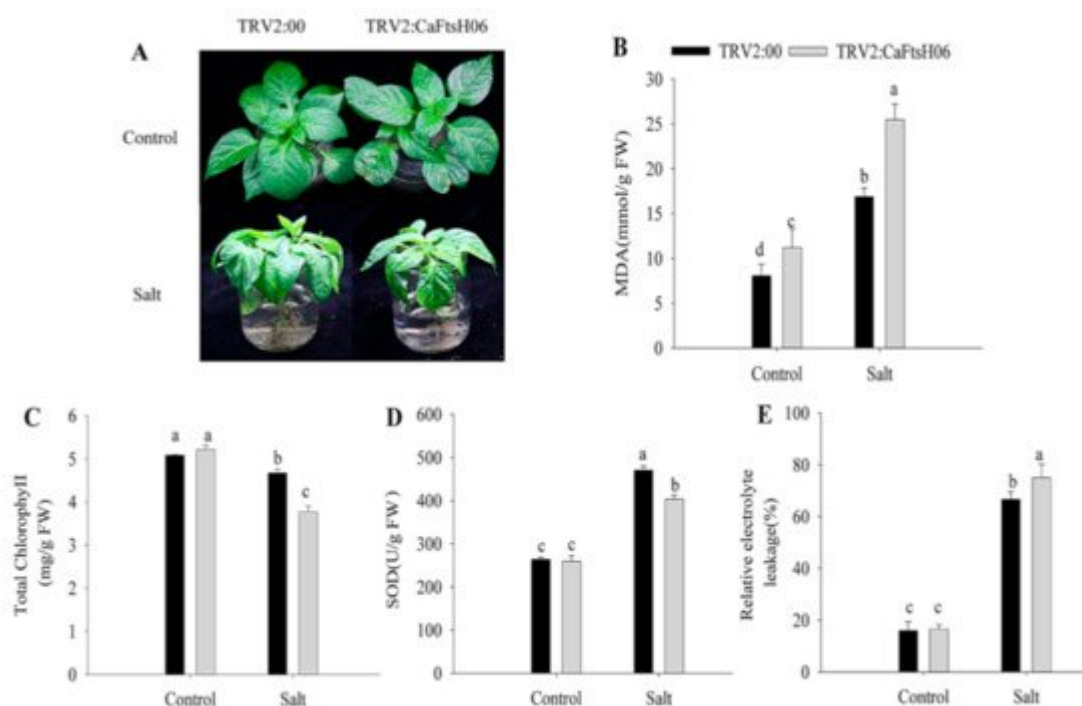 TRV2:00 TRV2:CaFtsH06
A
Control
Salt
B
TRV2:00 TRV2:CaFtsH06
MDA(mmol/g FW)
30
25
20
15
10
5
0
d
c
b
a
Control Salt
C
Total ChlorophyII
(mg/g FW)
6
5
4
3
2
1
0
a a
b
c
Control Salt
D
SOD(U/g FW)
600
500
400
300
200
100
0
c c
a
b
Control Salt
E
Relative electrolyte
leakage(%)
100
80
60
40
20
0
c c
b
a
Control Salt